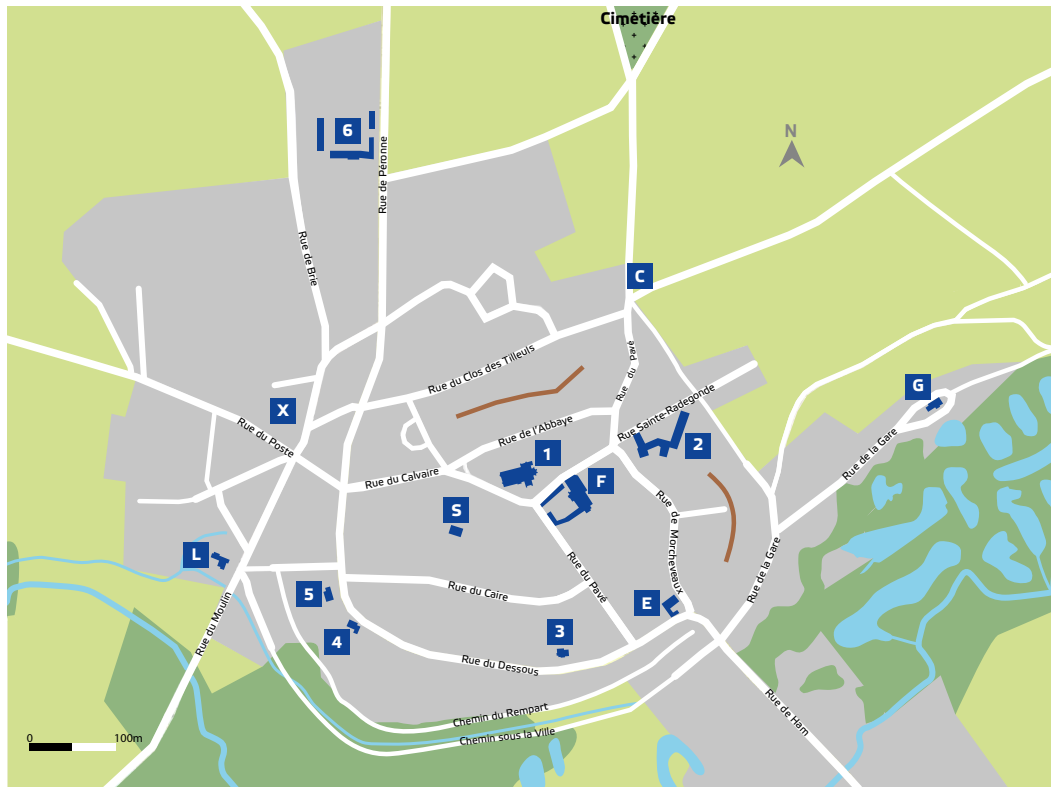 Cimetière
N
6
Rue de Péronne
Rue de Brie
C
Rue du Pavé
Rue du Clos des Tilleuls
G
Rue Sainte-Radegonde
X
Rue du Poste
Rue de l'Abbaye
2
1
Rue de la Gare
Rue du Calvaire
F
S
Rue de Morcheveaux
L
Rue du Pavé
Rue de la Gare
5
Rue du Caire
E
Rue du Moulin
4
3
Rue du Dessous
Chemin du Rempart
Rue de Ham
Chemin sous la Ville
0 100m